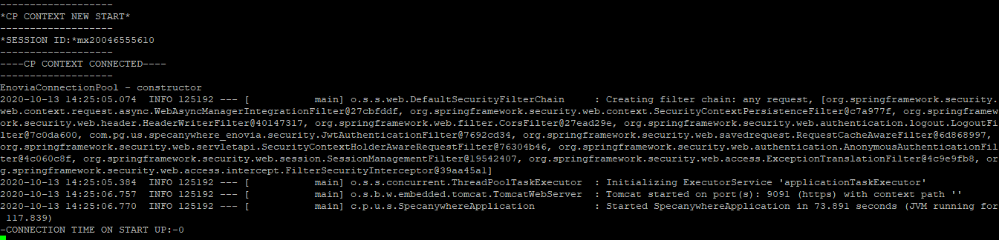 -------------------
*CP CONTEXT NEW START*
-------------------
*SESSION ID:*mx20046555610
-------------------
----CP CONTEXT CONNECTED----
-------------------
EnoviaConnectionPool - constructor
2020-10-13 14:25:05.074  INFO 125192 --- [           main] o.s.s.web.DefaultSecurityFilterChain     : Creating filter chain: any request, [org.springframework.security.
web.context.request.async.WebAsyncManagerIntegrationFilter@27cbfddf, org.springframework.security.web.context.SecurityContextPersistenceFilter@c7a977f, org.springframew
ork.security.web.header.HeaderWriterFilter@40147317, org.springframework.web.filter.CorsFilter@27ead29e, org.springframework.security.web.authentication.logout.LogoutFi
lter@7c0da600, com.pg.us.specanywhere_enovia.security.JwtAuthenticationFilter@7692cd34, org.springframework.security.web.savedrequest.RequestCacheAwareFilter@6d868997,
org.springframework.security.web.servletapi.SecurityContextHolderAwareRequestFilter@76304b46, org.springframework.security.web.authentication.AnonymousAuthenticationFil
ter@4c060c8f, org.springframework.security.web.session.SessionManagementFilter@19542407, org.springframework.security.web.access.ExceptionTranslationFilter@4c9e9fb8, or
g.springframework.security.web.access.intercept.FilterSecurityInterceptor@39aa45a1]
2020-10-13 14:25:05.384  INFO 125192 --- [           main] o.s.s.concurrent.ThreadPoolTaskExecutor  : Initializing ExecutorService 'applicationTaskExecutor'
2020-10-13 14:25:06.757  INFO 125192 --- [           main] o.s.b.w.embedded.tomcat.TomcatWebServer  : Tomcat started on port(s): 9091 (https) with context path ''
2020-10-13 14:25:06.770  INFO 125192 --- [           main] c.p.u.s.SpecanywhereApplication          : Started SpecanywhereApplication in 73.891 seconds (JVM running for
 117.839)
-CONNECTION TIME ON START UP:-0